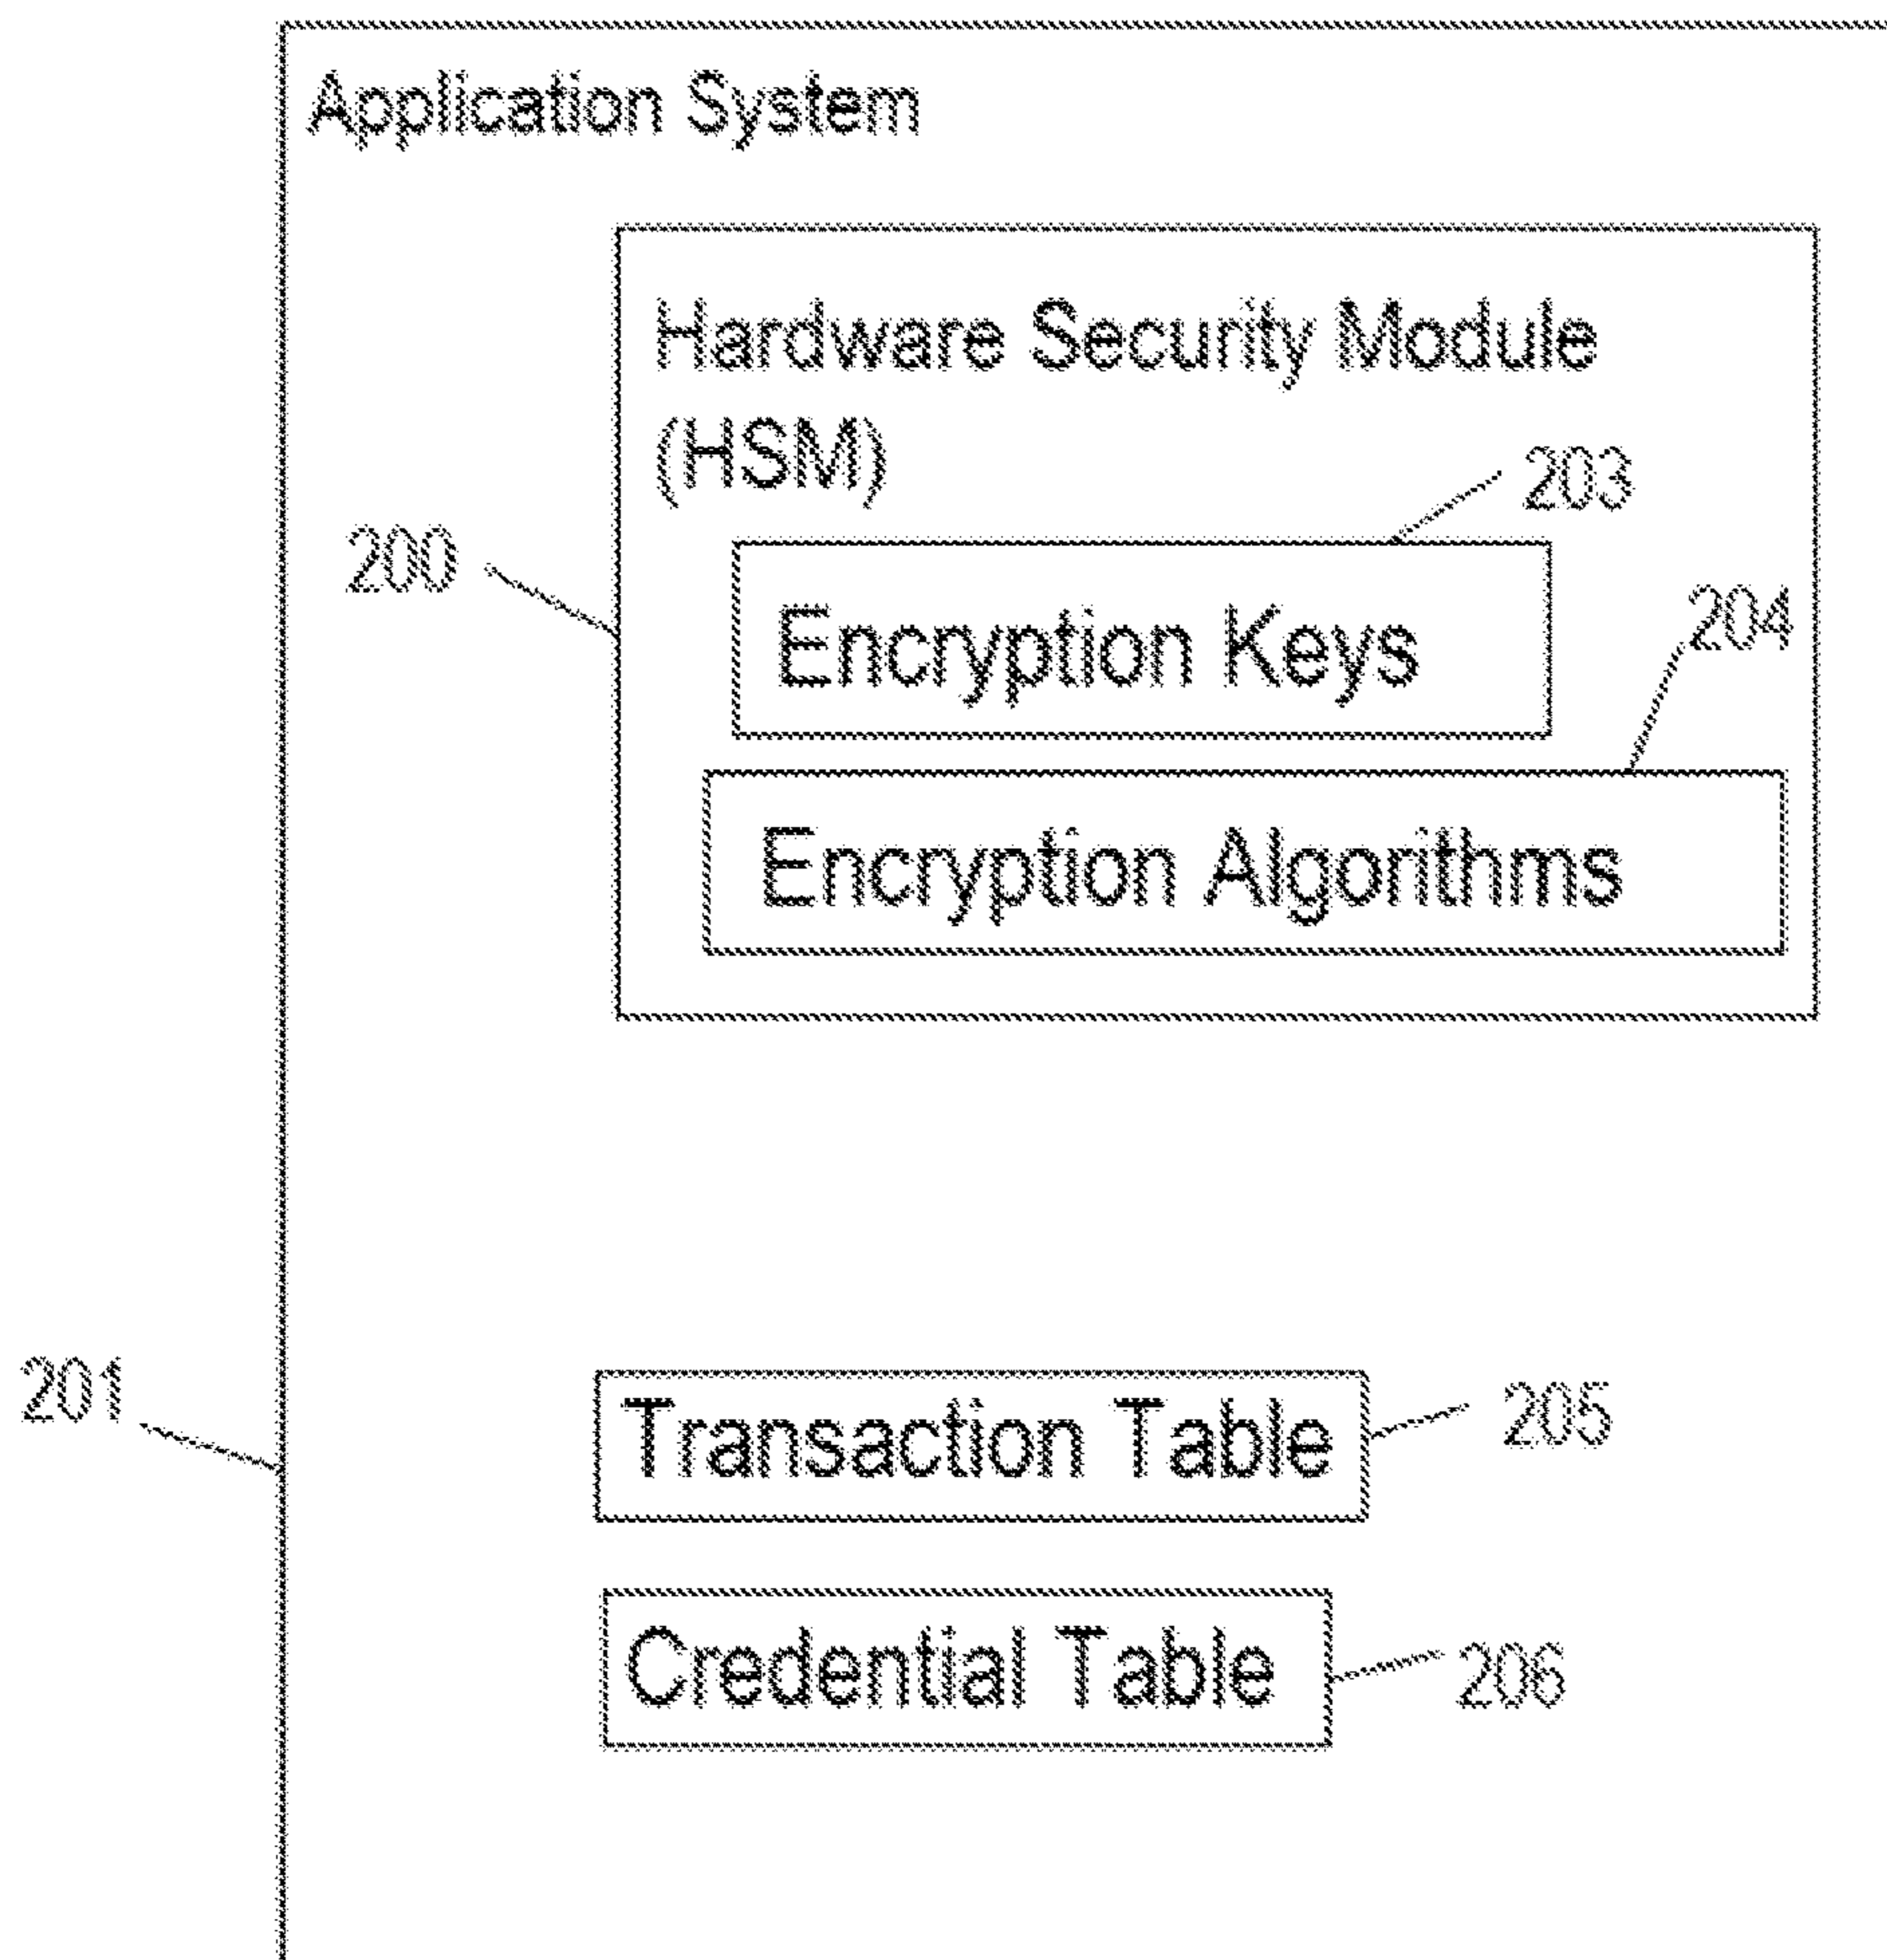 Application System
Hardware Security Module
(HSM)
203
200
Encryption Keys
204
Encryption Algorithms
201
Transaction Table
205
Credential Table
206